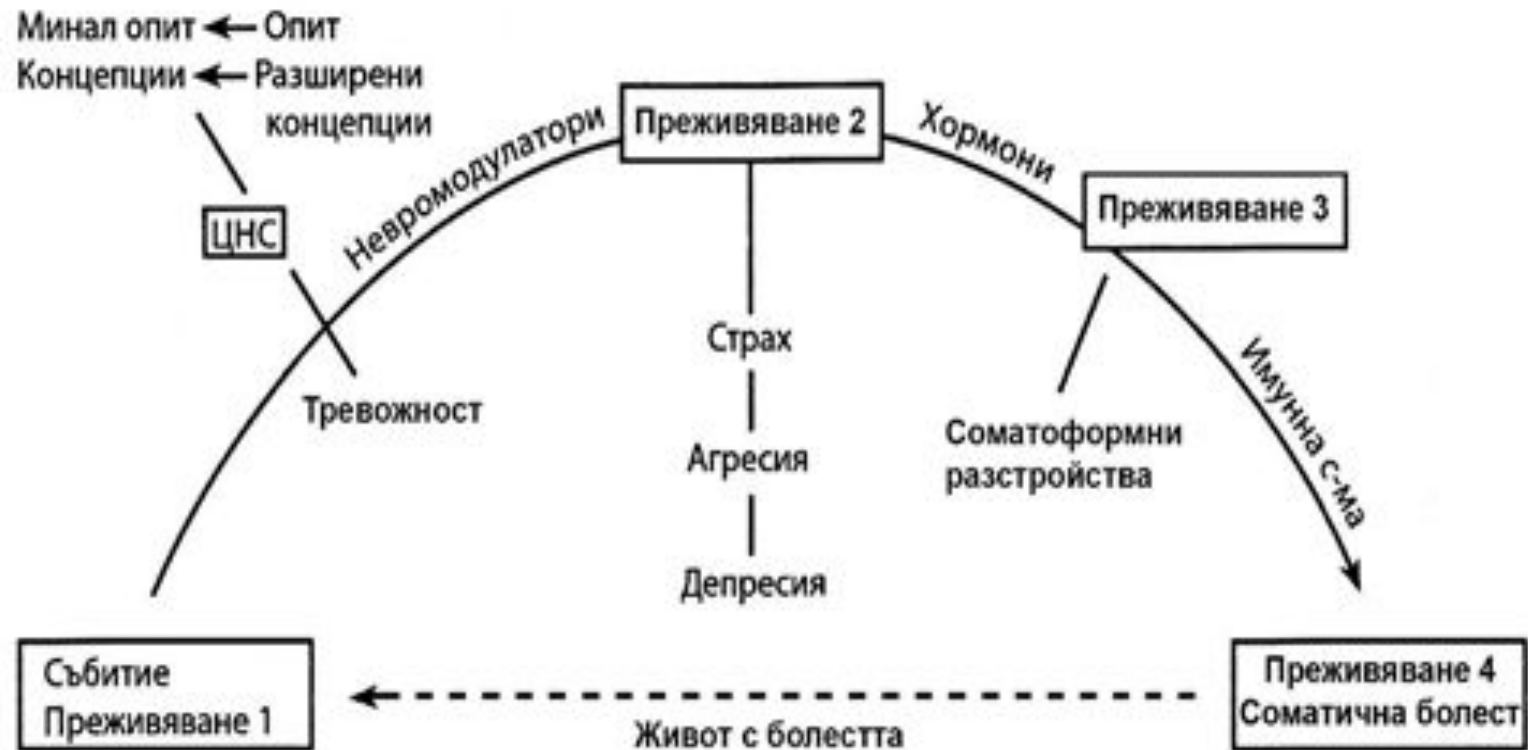 Минал опит Опит
Концепции Разширени
концепции
Невромодулатори
Преживяване 2
Хормони
Преживяване 3
ЦНС
Страх
Тревожност
Имунна с-ма
Соматоформни
разстройства
Агресия
Депресия
Събитие
Преживяване 1
Живот с болестта
Преживяване 4
Соматична болест